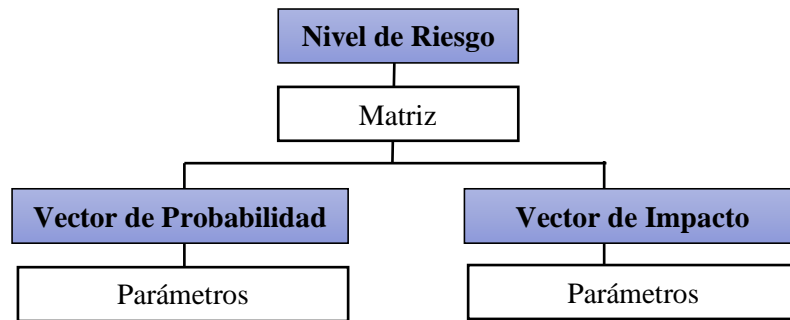 Nivel de Riesgo
Matriz
Vector de Probabilidad
Vector de Impacto
Parámetros
Parámetros